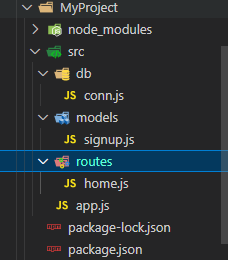 MyProject
node_modules
src
db
JS conn.js
models
JS signup.js
routes
JS home.js
JS app.js
package-lock.json
package.json